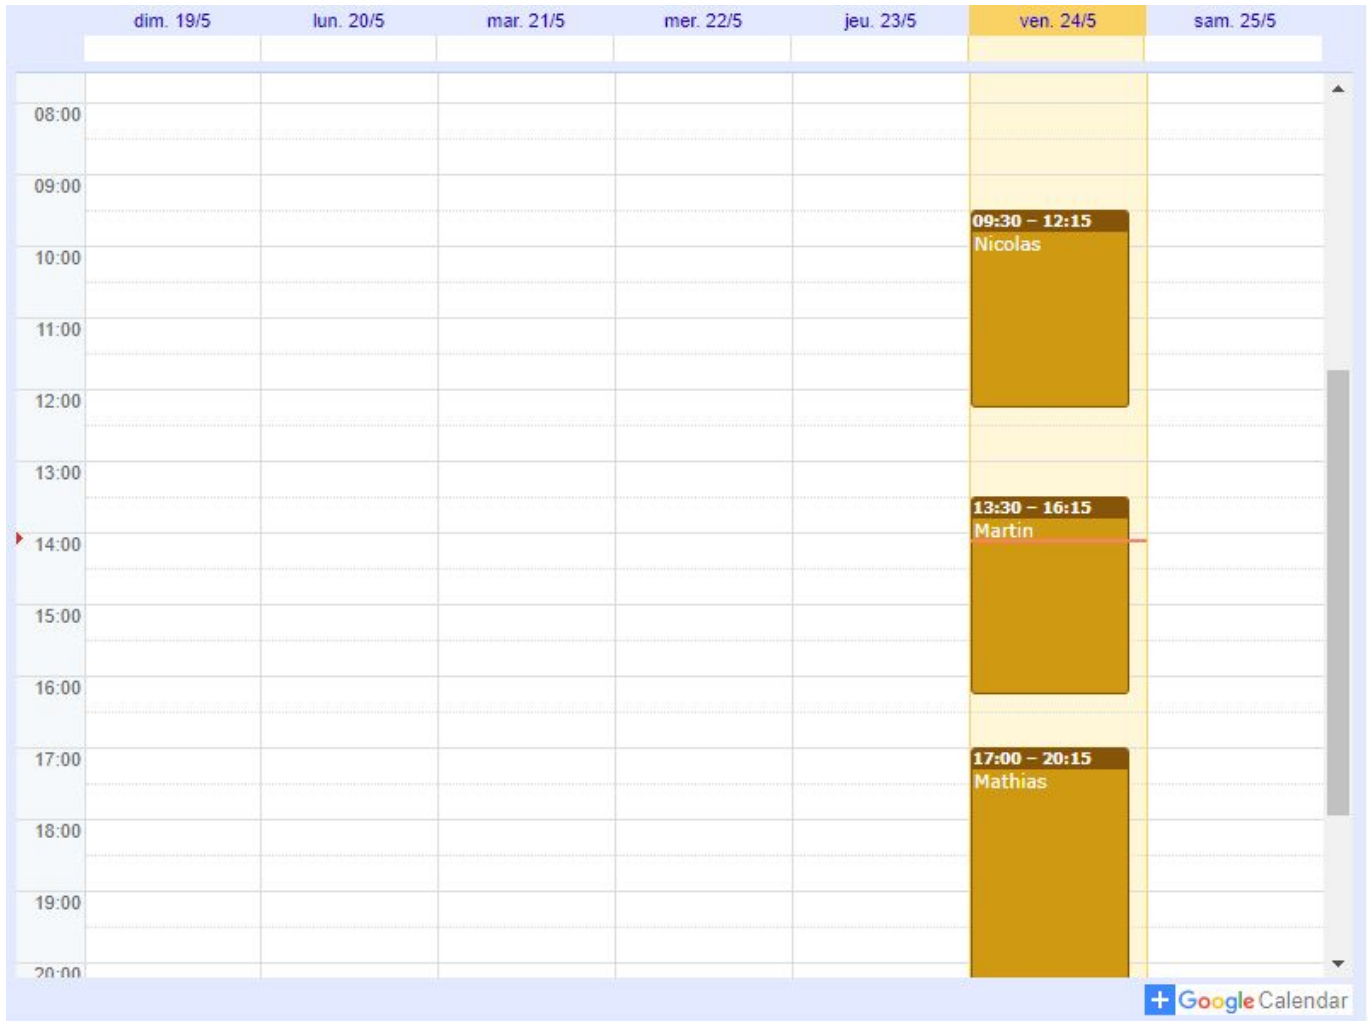 dim. 19/5 lun. 20/5 mar. 21/5 mer. 22/5 jeu. 23/5 ven. 24/5 sam. 25/5
08:00
09:00
09:30 – 12:15
Nicolas
10:00
11:00
12:00
13:00
13:30 – 16:15
Martin
14:00
15:00
16:00
17:00
17:00 – 20:15
Mathias
18:00
19:00
20:00
Google Calendar